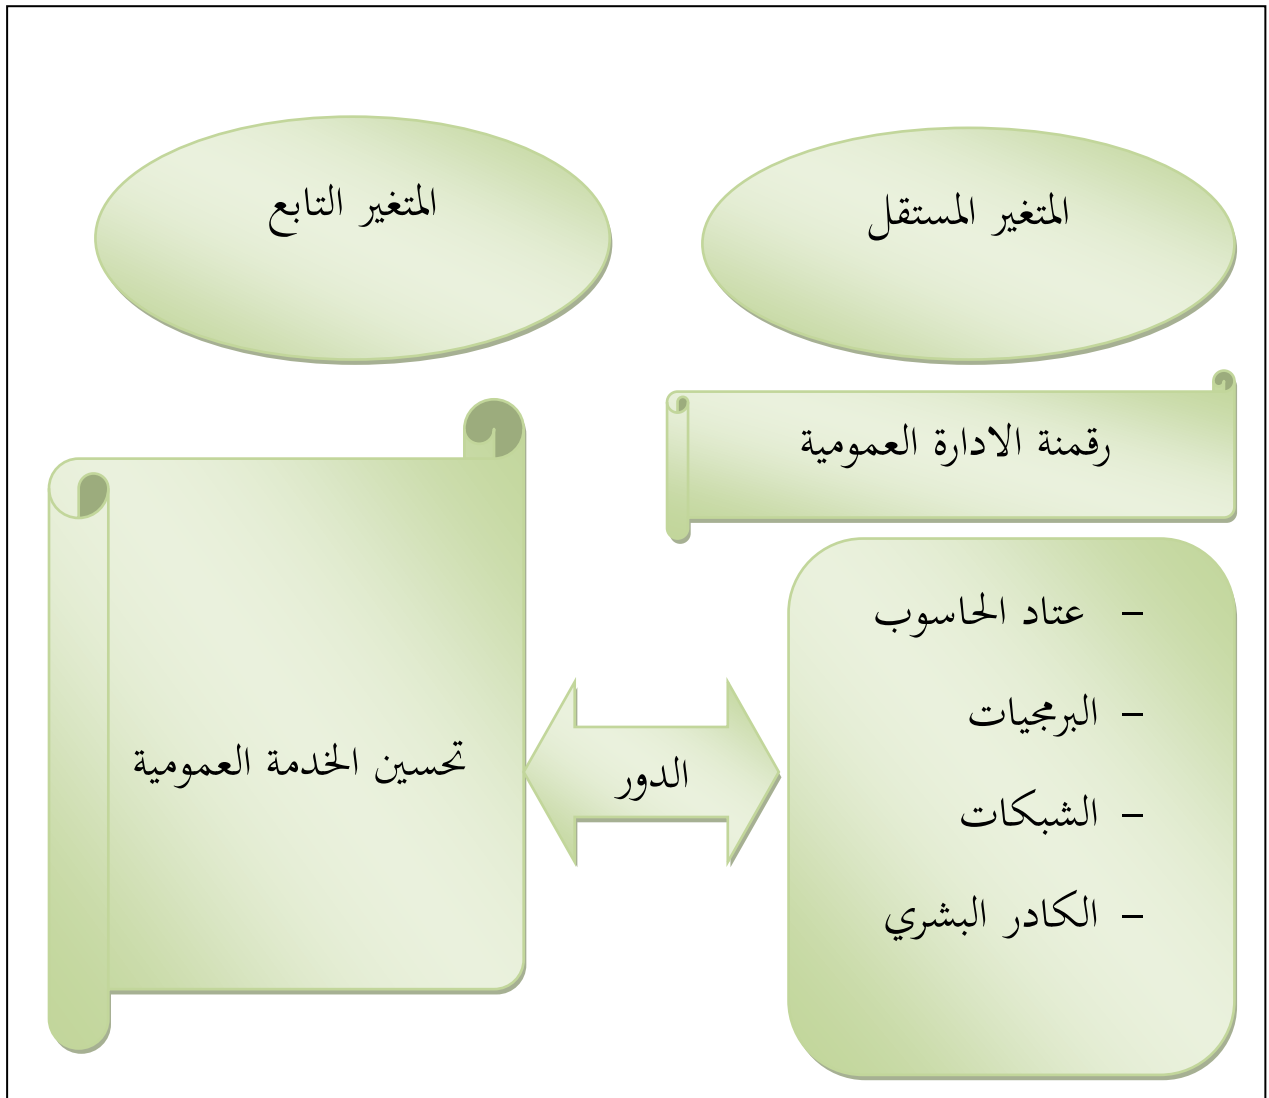 المتغير المستقل
المتغير التابع
رقمنة الادارة العمومية
– عتاد الحاسوب
– البرمجيات
– الشبكات
– الكادر البشري
الدور
تحسين الخدمة العمومية